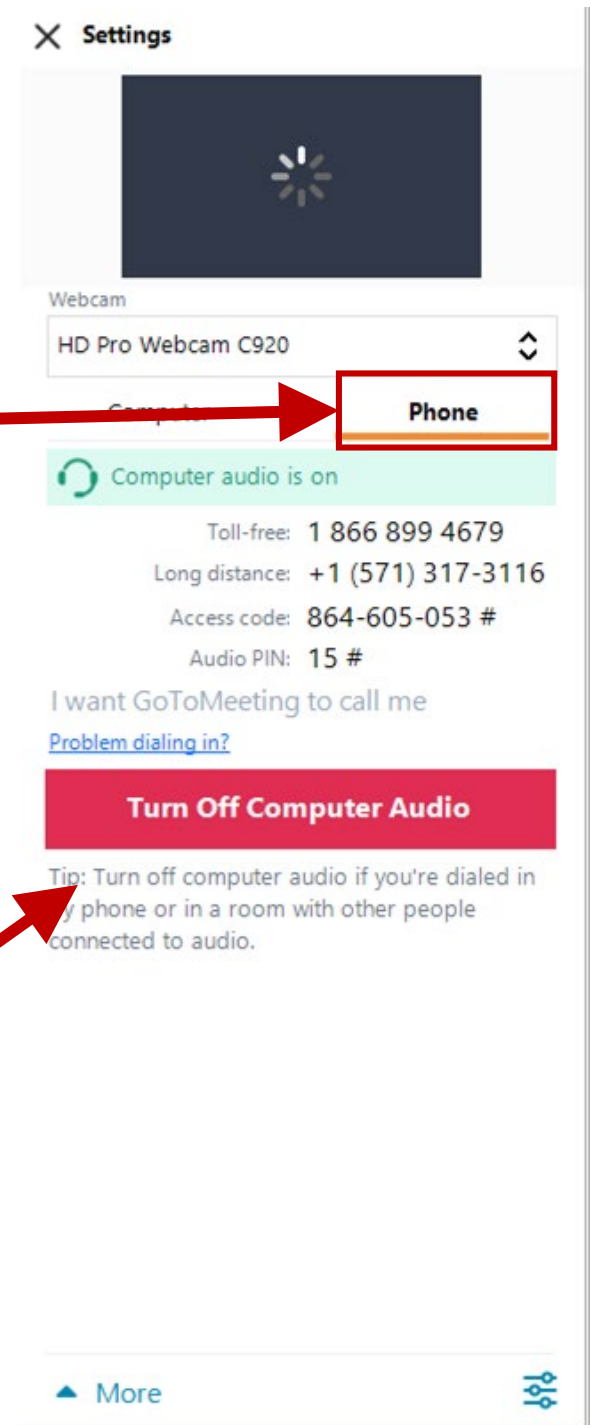 Settings
Webcam
HD Pro Webcam C920
Phone
Computer audio is on
Toll-free: 1 866 899 4679
Long distance: +1 (571) 317-3116
Access code: 864-605-053 #
Audio PIN: 15 #
I want GoToMeeting to call me
Problem dialing in?
Turn Off Computer Audio
Tip: Turn off computer audio if you're dialed in
by phone or in a room with other people
connected to audio.
More